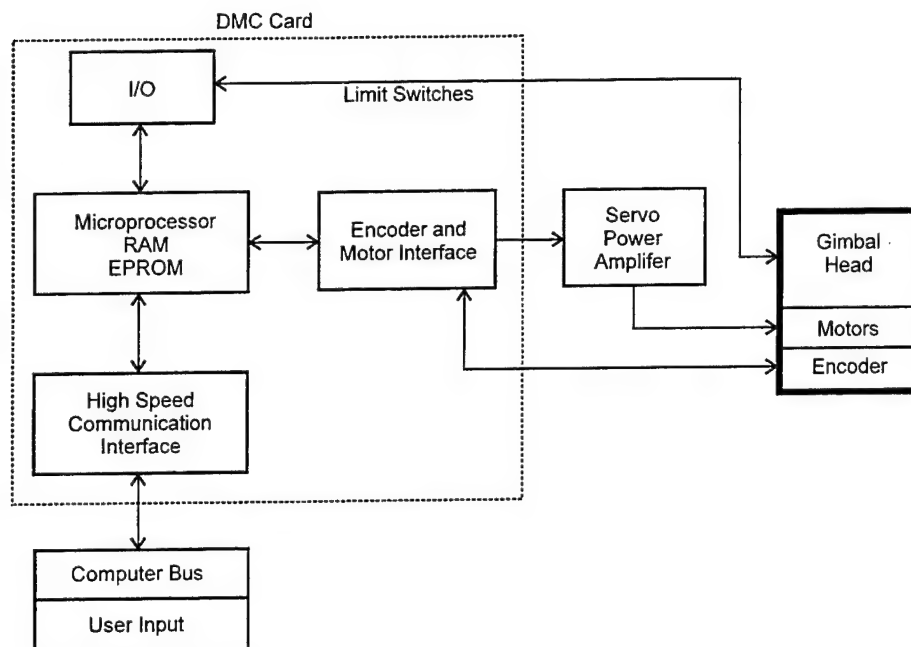 DMC Card
I/O
Limit Switches
Microprocessor
RAM
EPROM
Encoder and
Motor Interface
Servo
Power
Amplifer
Gimbal
Head
Motors
Encoder
High Speed
Communication
Interface
Computer Bus
User Input